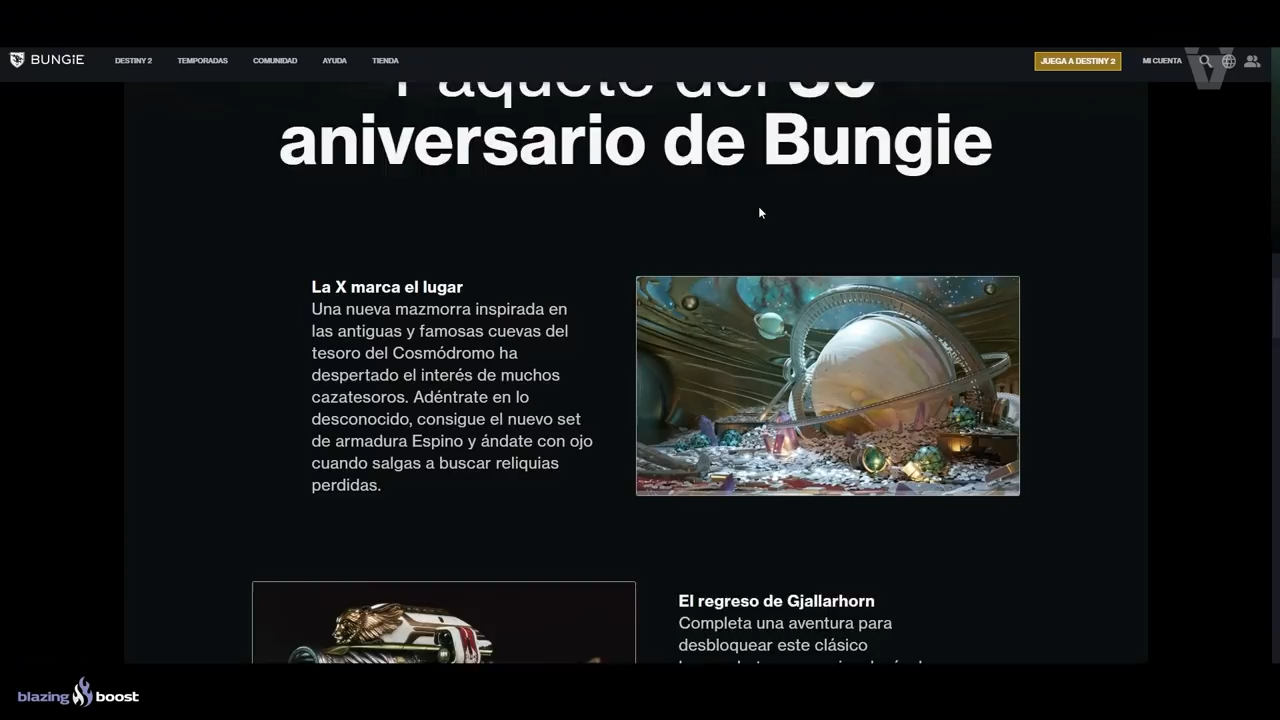 BUNGiE DESTINY 2 TEMPORADAS COMUNIDAD AYUDA TIENDA JUEGA A DESTINY 2 MI CUENTA
Paquete del 30
aniversario de Bungie
La X marca el lugar
Una nueva mazmorra inspirada en
las antiguas y famosas cuevas del
tesoro del Cosmódromo ha
despertado el interés de muchos
cazatesoros. Adéntrate en lo
desconocido, consigue el nuevo set
de armadura Espino y ándate con ojo
cuando salgas a buscar reliquias
perdidas.
El regreso de Gjallarhorn
Completa una aventura para
desbloquear este clásico
blazing boost